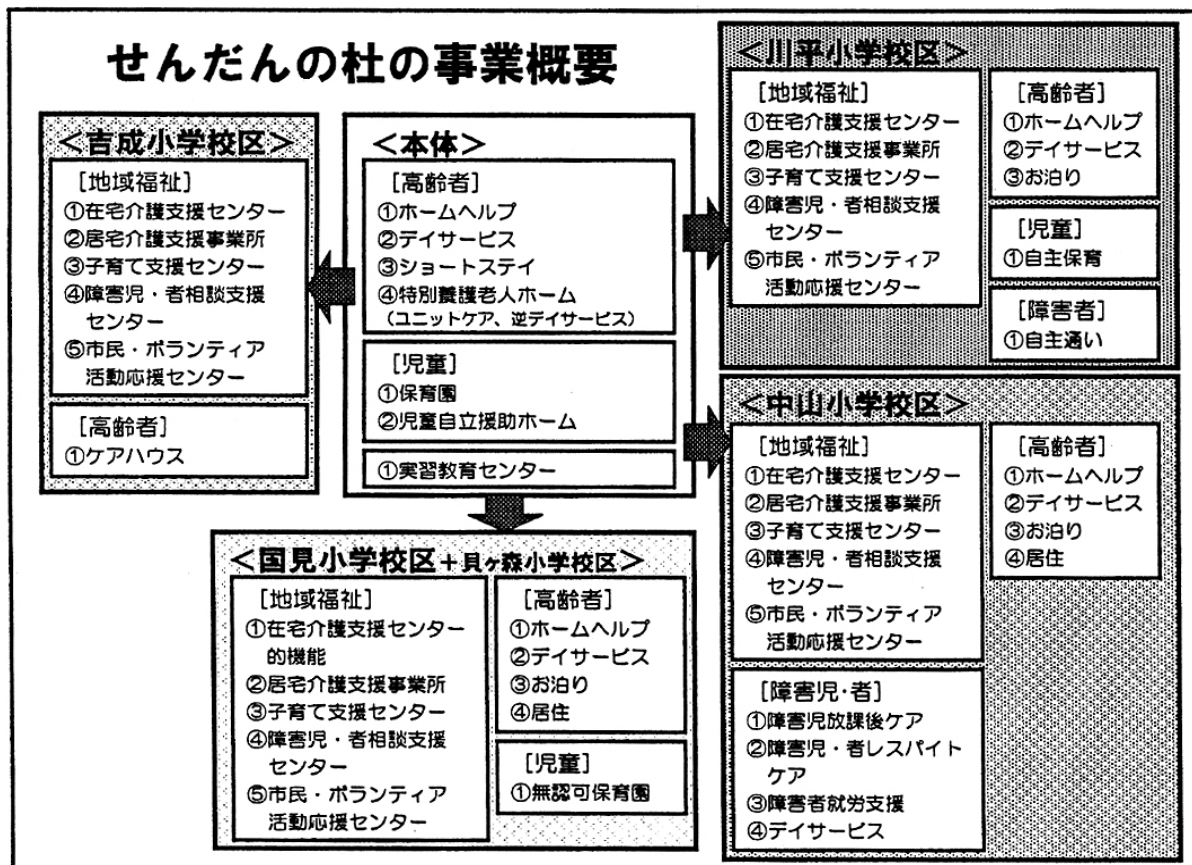 せんだんの杜の事業概要
＜吉成小学校区＞
［地域福祉］
①在宅介護支援センター
②居宅介護支援事業所
③子育て支援センター
④障害児・者相談支援
センター
⑤市民・ボランティア
活動応援センター
［高齢者］
①ケアハウス
＜本体＞
［高齢者］
①ホームヘルプ
②デイサービス
③ショートステイ
④特別養護老人ホーム
（ユニットケア、逆デイサービス）
［児童］
①保育園
②児童自立援助ホーム
①実習教育センター
＜川平小学校区＞
［地域福祉］
①在宅介護支援センター
②居宅介護支援事業所
③子育て支援センター
④障害児・者相談支援
センター
⑤市民・ボランティア
活動応援センター
［高齢者］
①ホームヘルプ
②デイサービス
③お泊り
［児童］
①自主保育
［障害者］
①自主通い
＜中山小学校区＞
［地域福祉］
①在宅介護支援センター
②居宅介護支援事業所
③子育て支援センター
④障害児・者相談支援
センター
⑤市民・ボランティア
活動応援センター
［高齢者］
①ホームヘルプ
②デイサービス
③お泊り
④居住
［障害児・者］
①障害児放課後ケア
②障害児・者レスパイト
ケア
③障害者就労支援
④デイサービス
＜国見小学校区＋貝ヶ森小学校区＞
［地域福祉］
①在宅介護支援センター
的機能
②居宅介護支援事業所
③子育て支援センター
④障害児・者相談支援
センター
⑤市民・ボランティア
活動応援センター
［高齢者］
①ホームヘルプ
②デイサービス
③お泊り
④居住
［児童］
①無認可保育園